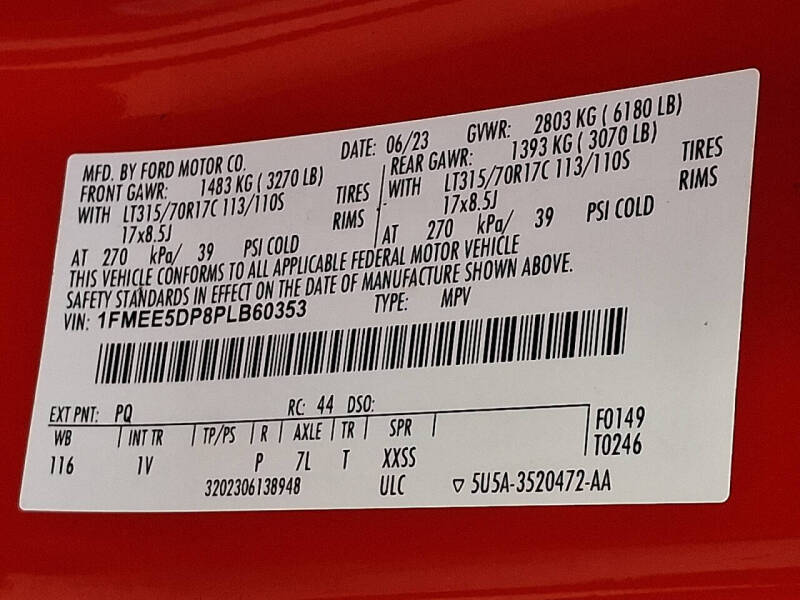 MFD. BY FORD MOTOR CO. DATE: 06/23 GVWR: 2803 KG ( 6180 LB)
FRONT GAWR: 1483 KG ( 3270 LB) REAR GAWR: 1393 KG ( 3070 LB)
WITH LT315/70R17C 113/110S TIRES WITH LT315/70R17C 113/110S TIRES
17x8.5J RIMS 17x8.5J RIMS
AT 270 kPa/ 39 PSI COLD AT 270 kPa/ 39 PSI COLD
THIS VEHICLE CONFORMS TO ALL APPLICABLE FEDERAL MOTOR VEHICLE
SAFETY STANDARDS IN EFFECT ON THE DATE OF MANUFACTURE SHOWN ABOVE.
VIN: 1FMEE5DP8PLB60353 TYPE: MPV
EXT PNT: PQ RC: 44 DSO:
WB INT TR TP/PS R AXLE TR SPR F0149
116 1V P 7L T XXSS T0246
3202306138948 ULC ▽ 5U5A-3520472-AA